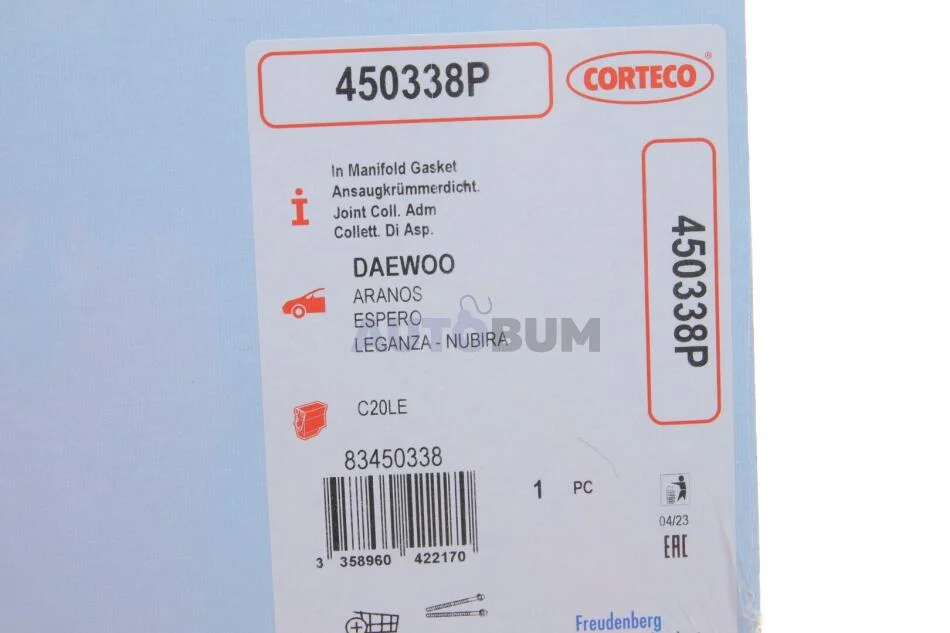 450338P
CORTECO®
In Manifold Gasket
Ansaugkrümmerdicht.
Joint Coll. Adm
Collett. Di Asp.
450338P
DAEWOO
ARANOS
ESPERO
LEGANZA - NUBIRA
AUTOBUM
C20LE
83450338
1 PC
3 358960 422170
04/23
EAC
Freudenberg